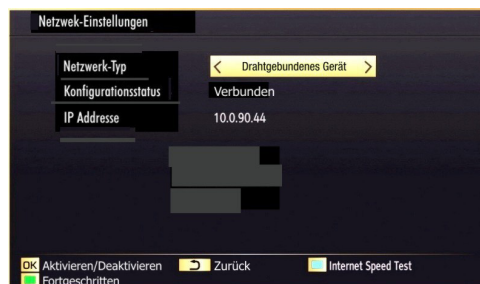 Netzwek-Einstellungen
Netzwerk-Typ
Drahtgebundenes Gerät
Konfigurationsstatus
Verbunden
IP Addresse
10.0.90.44
OK Aktivieren/Deaktivieren
Zurück
Internet Speed Test
Fortgeschritten